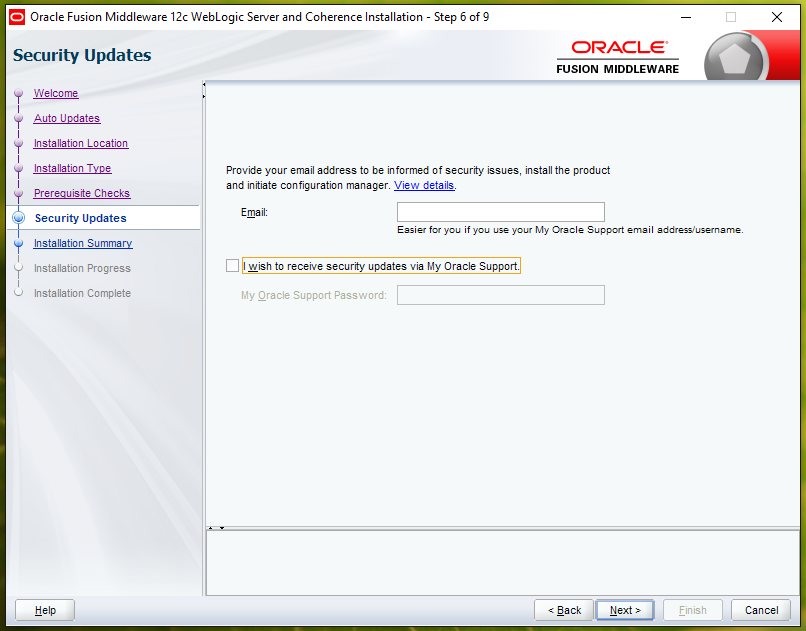 Oracle Fusion Middleware 12c WebLogic Server and Coherence Installation - Step 6 of 9
Security Updates
ORACLE
FUSION MIDDLEWARE
Welcome
Auto Updates
Installation Location
Installation Type
Prerequisite Checks
Security Updates
Installation Summary
Installation Progress
Installation Complete
Provide your email address to be informed of security issues, install the product
and initiate configuration manager. View details.
Email:
Easier for you if you use your My Oracle Support email address/username.
I wish to receive security updates via My Oracle Support.
My Oracle Support Password:
Help
< Back
Next >
Finish
Cancel